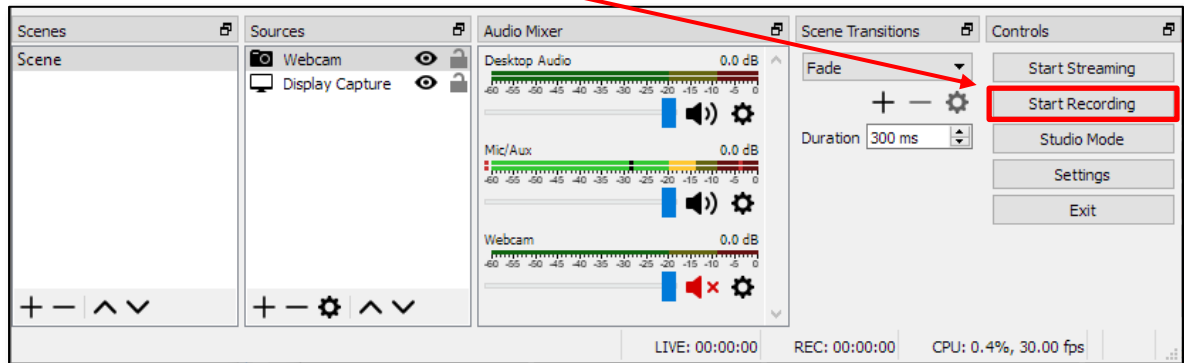 Scenes
Scene
Sources
Webcam
Display Capture
Audio Mixer
Desktop Audio 0.0 dB
-60 -55 -50 -45 -40 -35 -30 -25 -20 -15 -10 -5 0
Mic/Aux 0.0 dB
-60 -55 -50 -45 -40 -35 -30 -25 -20 -15 -10 -5 0
Webcam 0.0 dB
-60 -55 -50 -45 -40 -35 -30 -25 -20 -15 -10 -5 0
Scene Transitions
Fade
Duration 300 ms
Controls
Start Streaming
Start Recording
Studio Mode
Settings
Exit
LIVE: 00:00:00 REC: 00:00:00 CPU: 0.4%, 30.00 fps